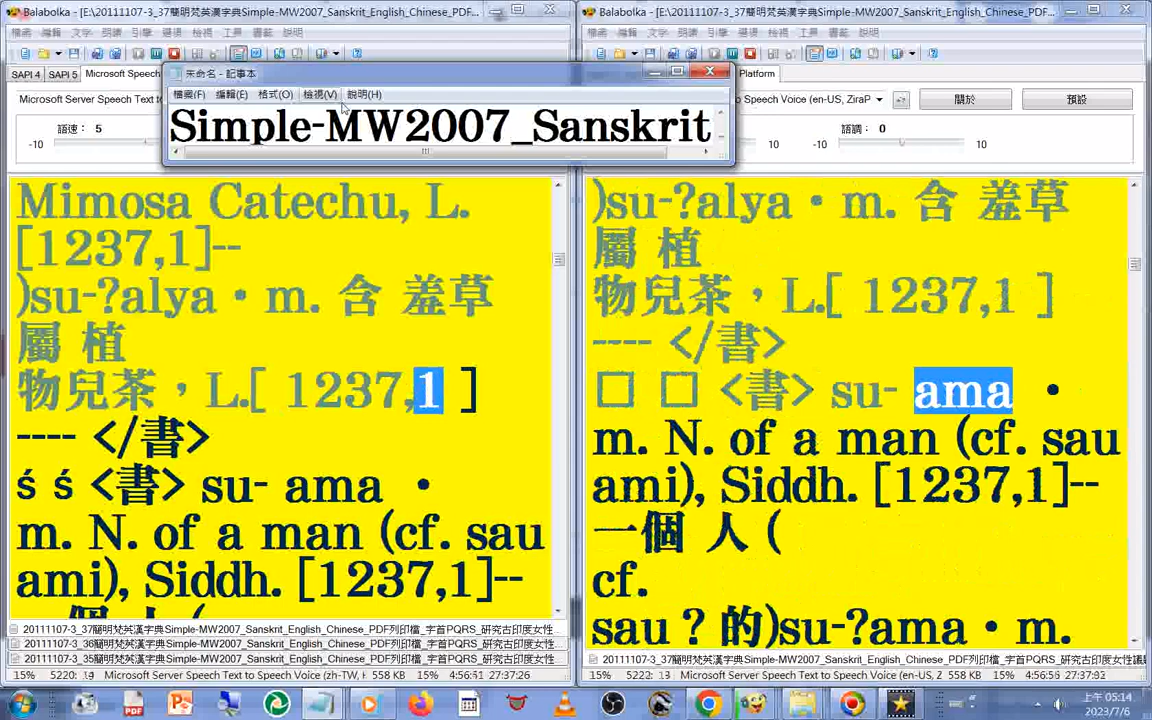 Balabolka - [E:\20111107-3_37簡明梵英漢字典Simple-MW2007_Sanskrit_English_Chinese_PDF...
Balabolka - [E:\20111107-3_37簡明梵英漢字典Simple-MW2007_Sanskrit_English_Chinese_PDF...
SAPI 4
SAPI 5
Microsoft Speech
Platform
朱命名 - 記事本
檔案(F) 編輯(E) 格式(O) 檢視(V) 說明(H)
Simple-MW2007_Sanskrit
Microsoft Server Speech Text to
Speech Voice (en-US, ZiraP
關於
預設
語速： 5
-10
10
語調： 0
-10
10
Mimosa Catechu, L.
[1237,1]--
)su-?alya • m. 含 羞草
屬 植
物兒茶，L.[ 1237,1 ]
---- </書>
ś ś <書> su- ama •
m. N. of a man (cf. sau
ami), Siddh. [1237,1]--
一個 人 (
)su-?alya • m. 含 羞草
屬 植
物兒茶，L.[ 1237,1 ]
---- </書>
□ □ <書> su- ama •
m. N. of a man (cf. sau
ami), Siddh. [1237,1]--
一個 人 (
cf.
sau ? 的)su-?ama • m.
20111107-3_37簡明梵英漢字典Simple-MW2007_Sanskrit_English_Chinese_PDF列印檔_字首PQRS_研究古印度女性...
20111107-3_36簡明梵英漢字典Simple-MW2007_Sanskrit_English_Chinese_PDF列印檔_字首PQRS_研究古印度女性...
20111107-3_35簡明梵英漢字典Simple-MW2007_Sanskrit_English_Chinese_PDF列印檔_字首PQRS_研究古印度女性...
20111107-3_37簡明梵英漢字典Simple-MW2007_Sanskrit_English_Chinese_PDF列印檔_字首PQRS_研究古印度女性議
15% 5220: Microsoft Server Speech Text to Speech Voice (zh-TW, H 558 KB 15% 27:37:26
15% 5222: Microsoft Server Speech Text to Speech Voice (en-US, Z 558 KB 15%
上午 05:14
2023/7/6